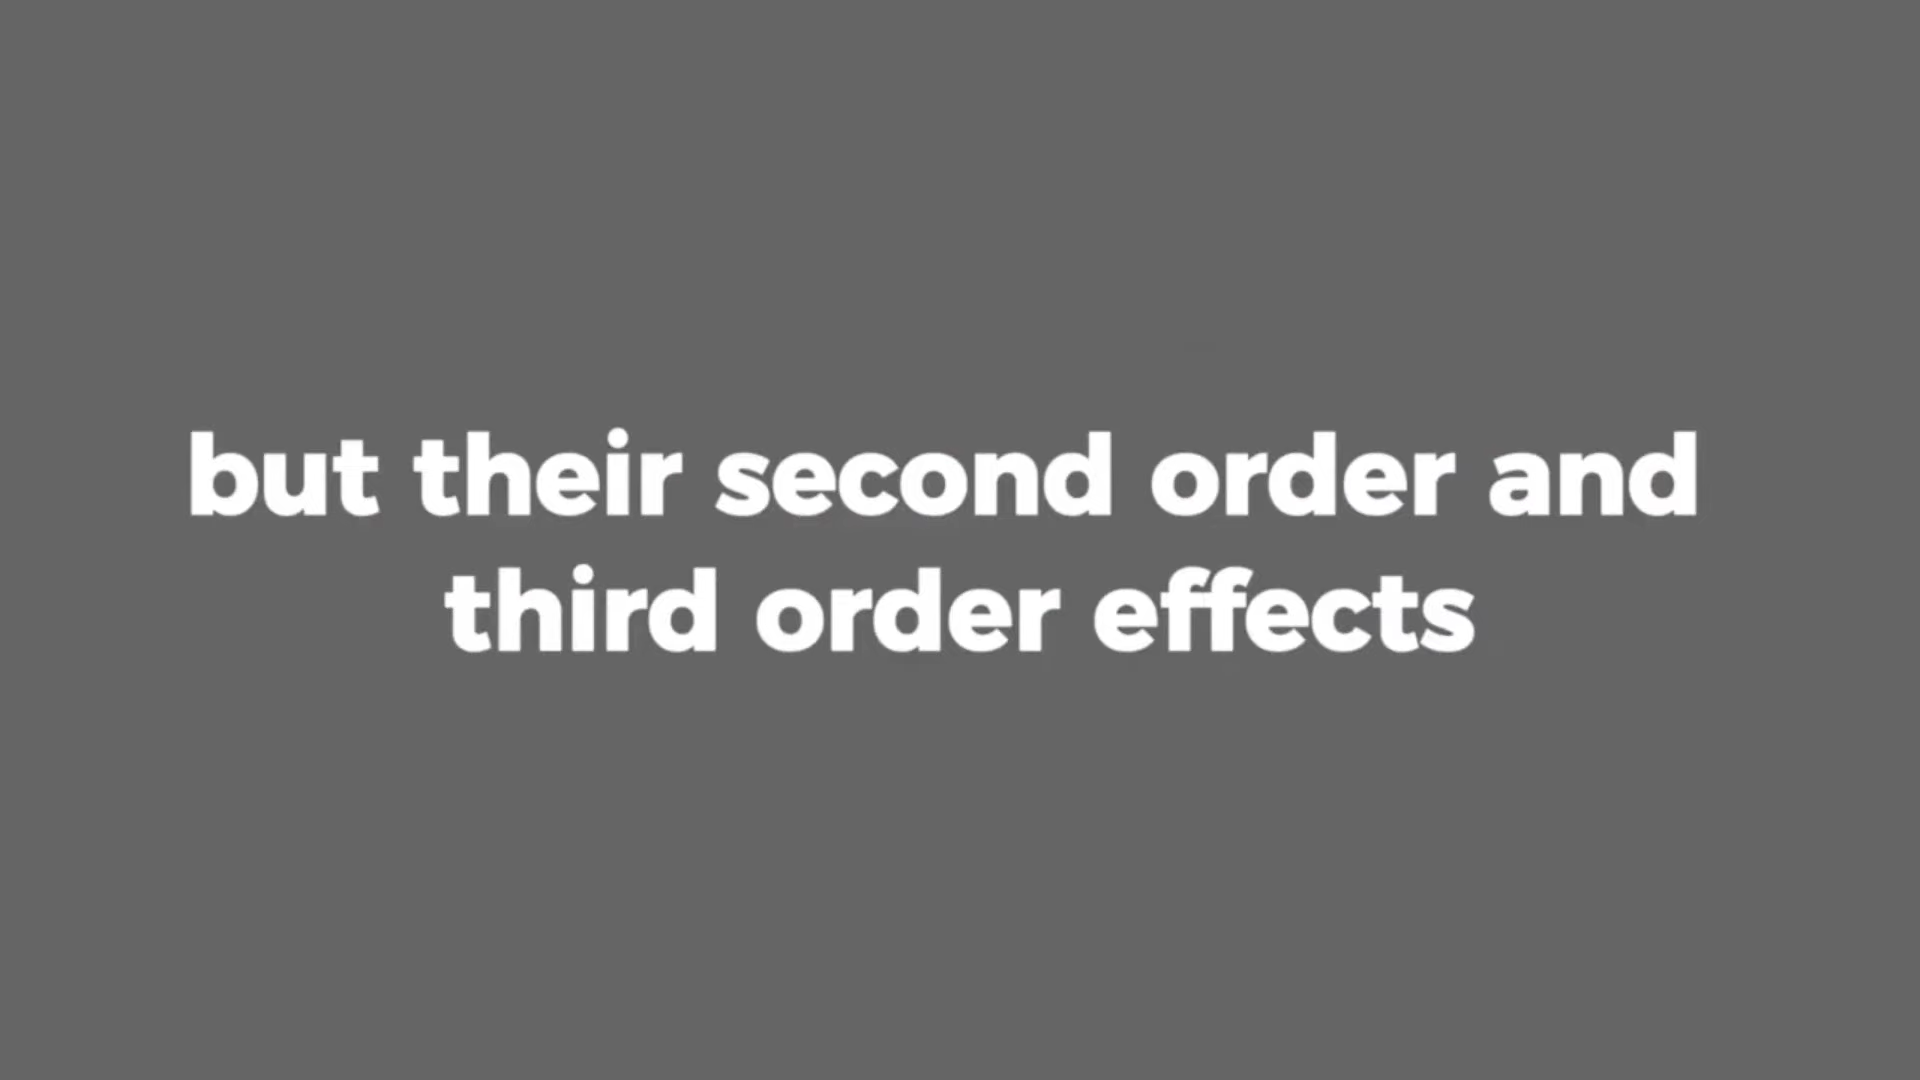 but their second order and
third order effects